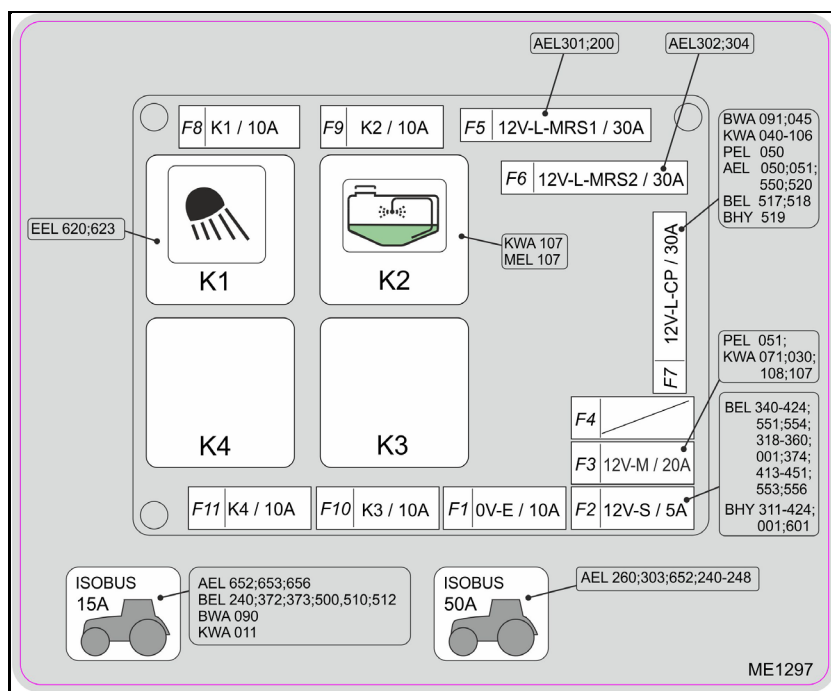 AEL301;200
AEL302;304
F8 K1 / 10A
F9 K2 / 10A
F5 12V-L-MRS1 / 30A
F6 12V-L-MRS2 / 30A
BWA 091;045
KWA 040-106
PEL 050
AEL 050;051;
550;520
BEL 517;518
BHY 519
EEL 620;623
K1
K2
KWA 107
MEL 107
F7 12V-L-CP / 30A
K4
K3
PEL 051;
KWA 071;030;
108;107
F4
F3 12V-M / 20A
F11 K4 / 10A
F10 K3 / 10A
F1 0V-E / 10A
F2 12V-S / 5A
BEL 340-424;
551;554;
318-360;
001;374;
413-451;
553;556
BHY 311-424;
001;601
ISOBUS
15A
AEL 652;653;656
BEL 240;372;373;500,510;512
BWA 090
KWA 011
ISOBUS
50A
AEL 260;303;652;240-248
ME1297